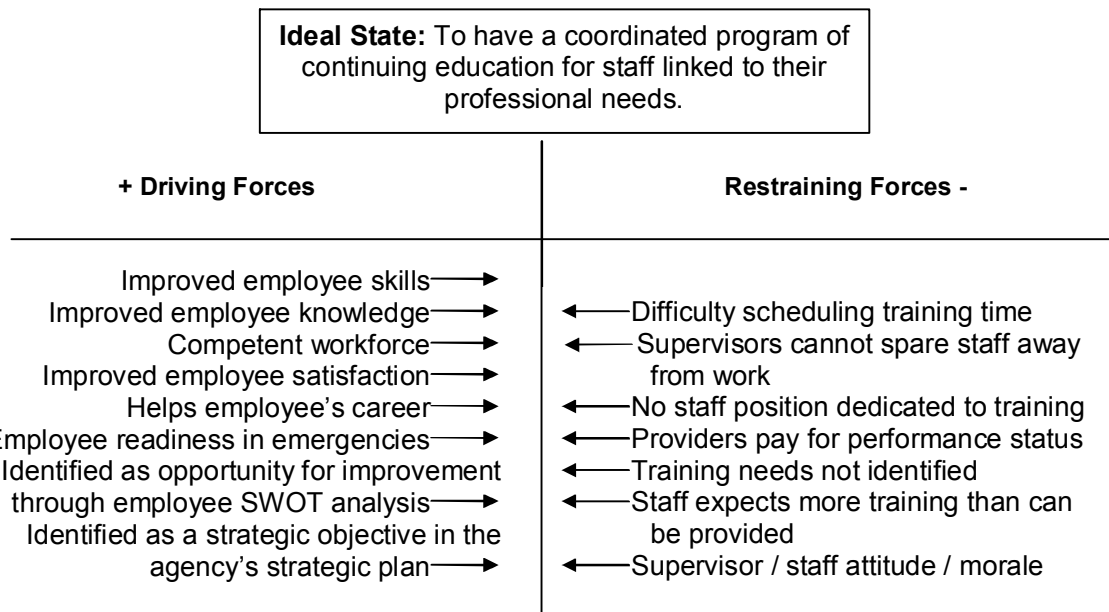 Ideal State: To have a coordinated program of
continuing education for staff linked to their
professional needs.
+ Driving Forces
Restraining Forces -
Improved employee skills
Improved employee knowledge
Competent workforce
Improved employee satisfaction
Helps employee’s career
Employee readiness in emergencies
Identified as opportunity for improvement
through employee SWOT analysis
Identified as a strategic objective in the
agency’s strategic plan
Difficulty scheduling training time
Supervisors cannot spare staff away
from work
No staff position dedicated to training
Providers pay for performance status
Training needs not identified
Staff expects more training than can
be provided
Supervisor / staff attitude / morale